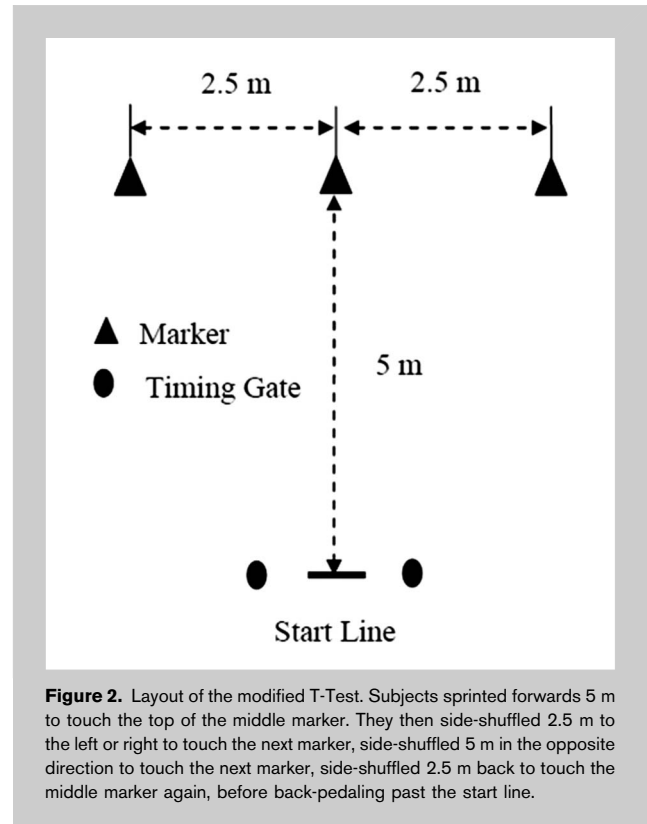 2.5 m 2.5 m
Marker
5 m
Timing Gate
Start Line
Figure 2. Layout of the modified T-Test. Subjects sprinted forwards 5 m
to touch the top of the middle marker. They then side-shuffled 2.5 m to
the left or right to touch the next marker, side-shuffled 5 m in the opposite
direction to touch the next marker, side-shuffled 2.5 m back to touch the
middle marker again, before back-pedaling past the start line.